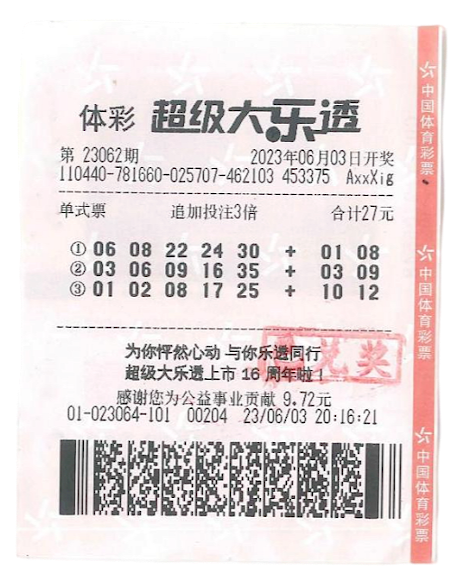 体彩 超级大乐透
第 23062期 2023年06月03日开奖
110440-781660-025707-462103 453375 AxxXig
单式票 追加投注3倍 合计27元
① 06 08 22 24 30 + 01 08
② 03 06 09 16 35 + 03 09
③ 01 02 08 17 25 + 10 12
为你怦然心动 与你乐透同行
超级大乐透上市 16 周年啦!
兑奖
感谢您为公益事业贡献 9.72元
01-023064-101 00204 23/06/03 20:16:21
中国体育彩票
中国体育彩票
中国体育彩票